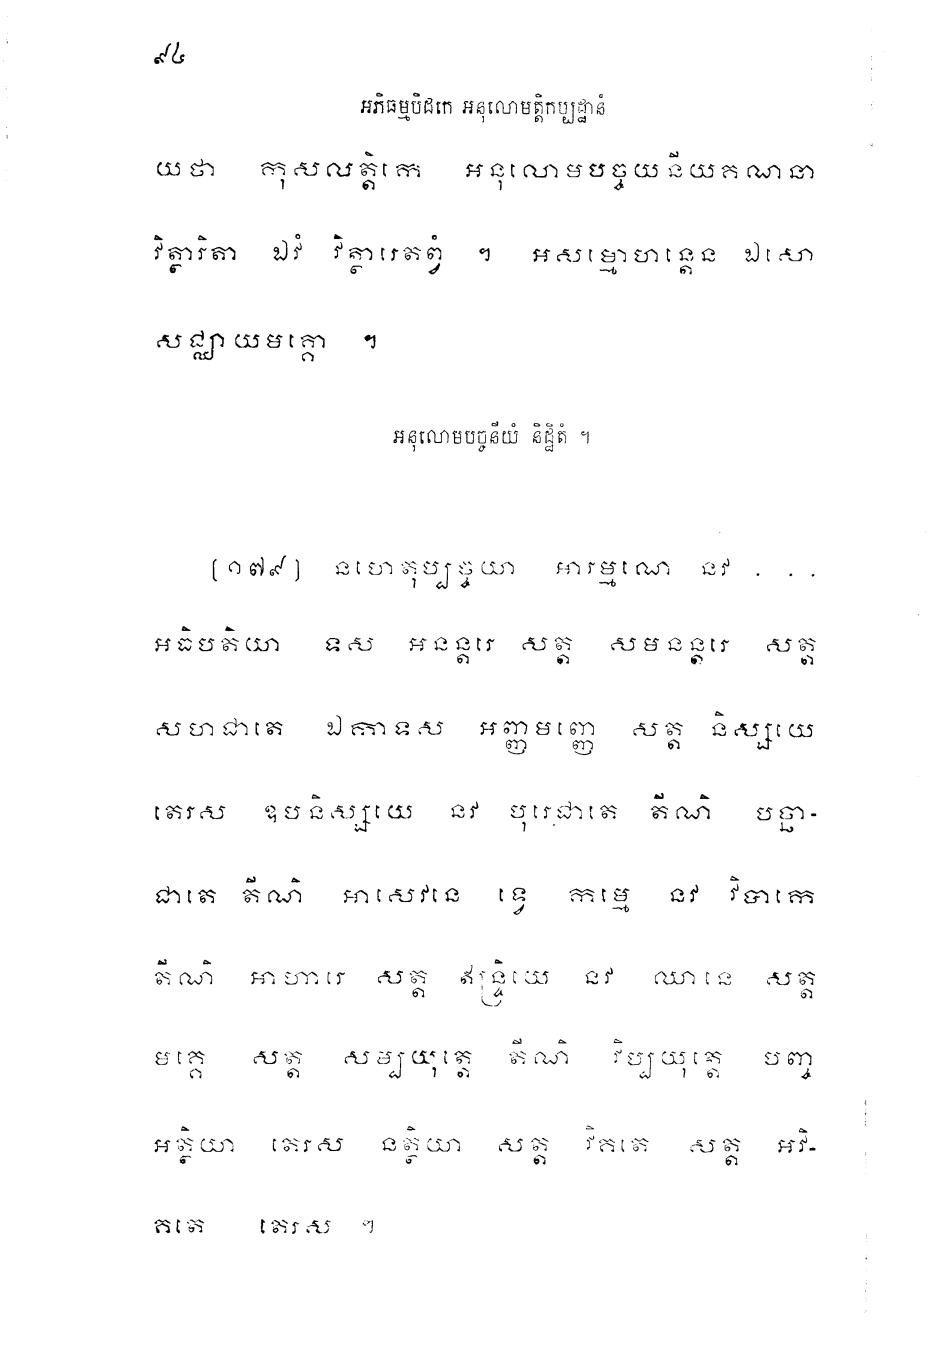 ៩៤
អភិធម្មបិដកេ អនុលោមត្តិកប្បដ្ឋានំ
យថា កុសលត្តិកេ អនុលោមបច្ចយនីយគណនា
វិត្ថារិតា ឯវំ វិត្ថារេតព្វំ ។ អសម្មោហន្តេន ឯសោ
សជ្ឈាយមគ្គោ ។
អនុលោមបច្ចនីយំ និដ្ឋិតំ ។
[១៧៩] នហេតុប្បច្ចយា អារម្មណេ នវ . . .
អធិបតិយា ទស អនន្តរេ សត្ត សមនន្តរេ សត្ត
សហជាតេ ឯកាទស អញ្ញមញ្ញេ សត្ត និស្សយេ
តេរស ឧបនិស្សយេ នវ បុរេជាតេ តីណិ បច្ឆា-
ជាតេ តីណិ អាសេវនេ ទ្វេ កម្មេ នវ វិបាកេ
តីណិ អាហារេ សត្ត ឥន្ទ្រិយេ នវ ឈានេ សត្ត
មគ្គេ សត្ត សម្បយុត្តេ តីណិ វិប្បយុត្តេ បញ្ច
អត្ថិយា តេរស នត្ថិយា សត្ត វិគតេ សត្ត អវិ-
គតេ តេរស ។